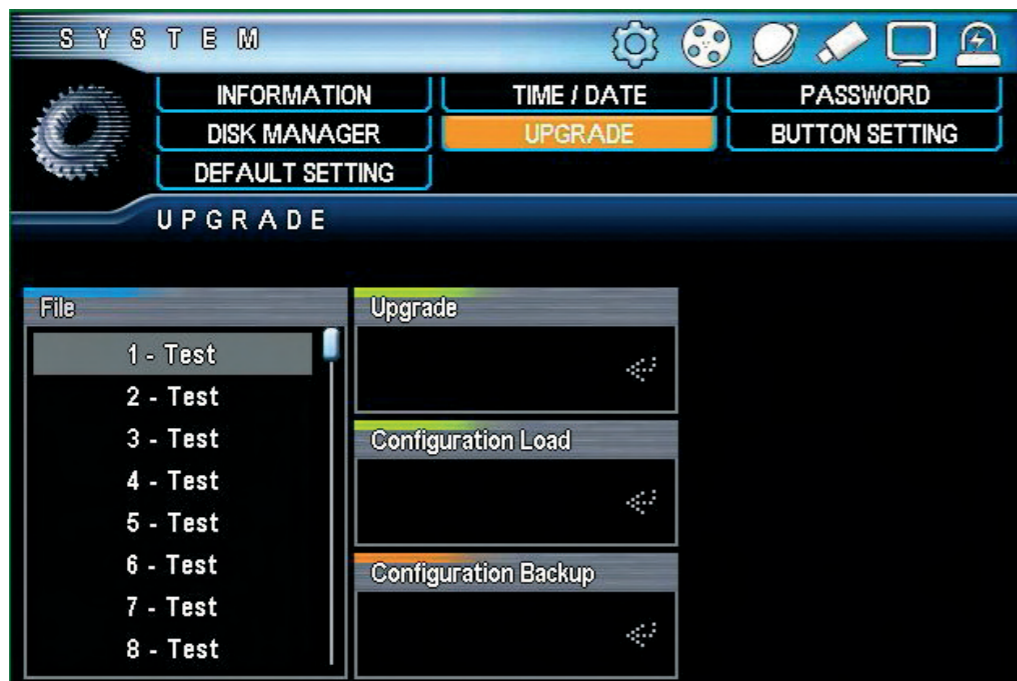 SYSTEM
INFORMATION TIME / DATE PASSWORD
DISK MANAGER UPGRADE BUTTON SETTING
DEFAULT SETTING
UPGRADE
File
1 - Test
2 - Test
3 - Test
4 - Test
5 - Test
6 - Test
7 - Test
8 - Test
Upgrade
Configuration Load
Configuration Backup